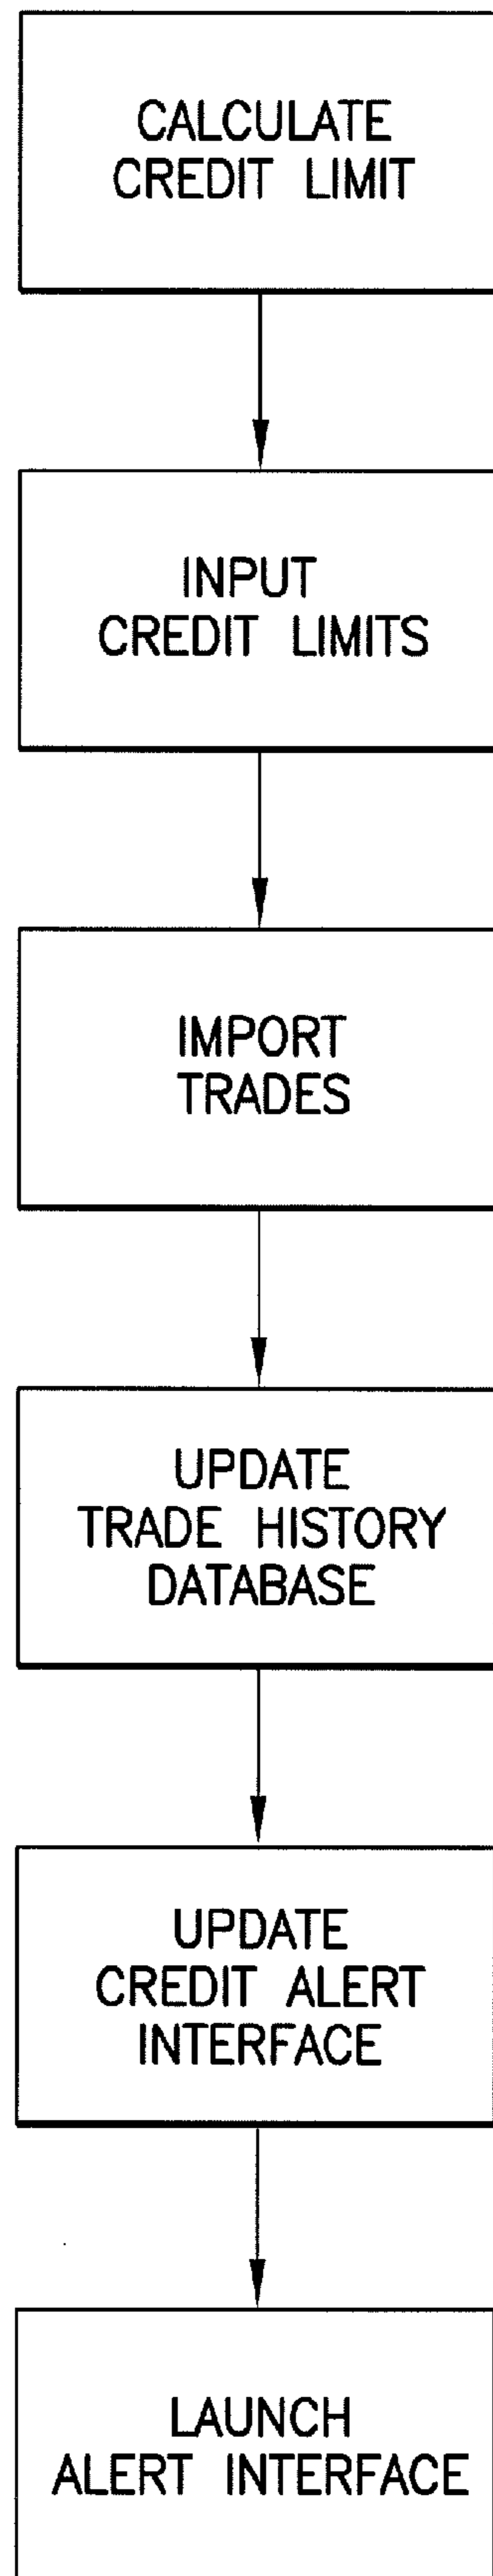 CALCULATE
CREDIT LIMIT
INPUT
CREDIT LIMITS
IMPORT
TRADES
UPDATE
TRADE HISTORY
DATABASE
UPDATE
CREDIT ALERT
INTERFACE
LAUNCH
ALERT INTERFACE